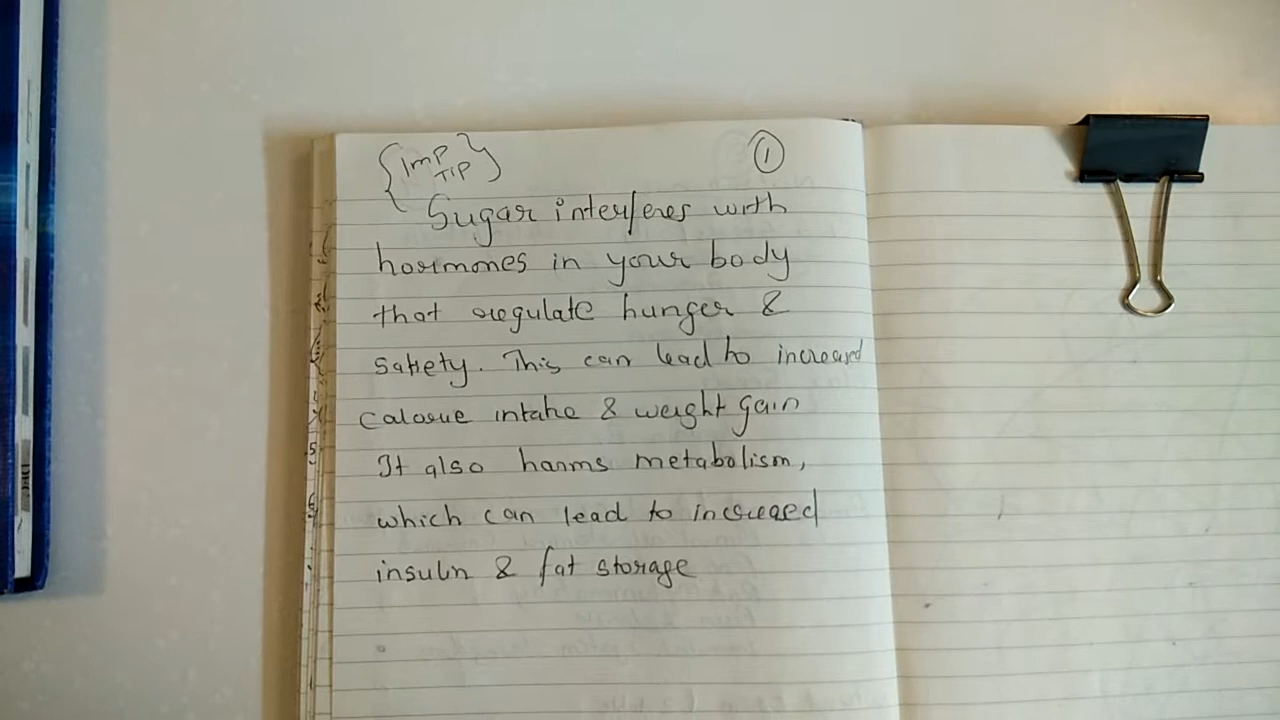 {Imp TIP} ①
Sugar interferes with
hormones in your body
that regulate hunger &
satiety. This can lead to increased
calorie intake & weight gain
It also harms metabolism,
which can lead to increased
insulin & fat storage